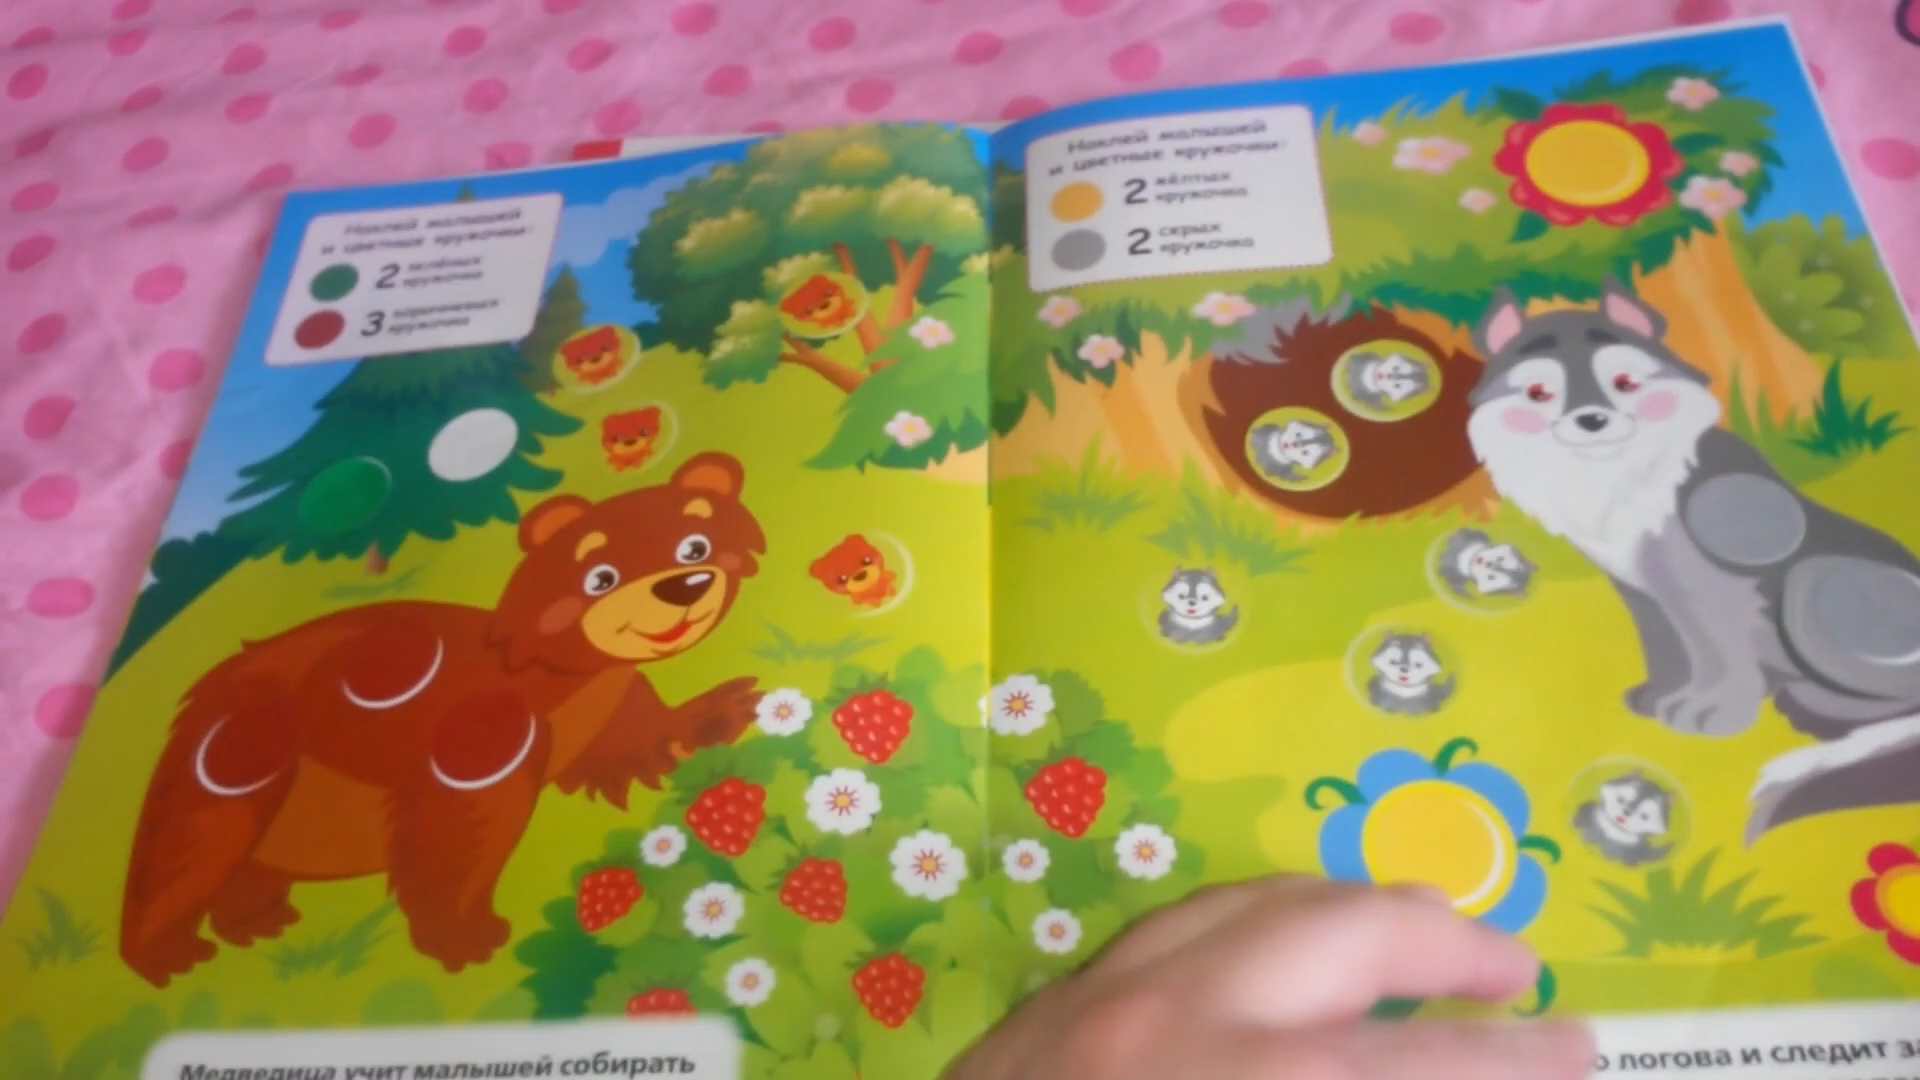 Наклей малышей
и цветные кружочки:
2 зелёных
кружочка
3 коричневых
кружочка
Наклей малышей
и цветные кружочки:
2 жёлтых
кружочка
2 серых
кружочка
Медведица учит малышей собирать
логова и следит за